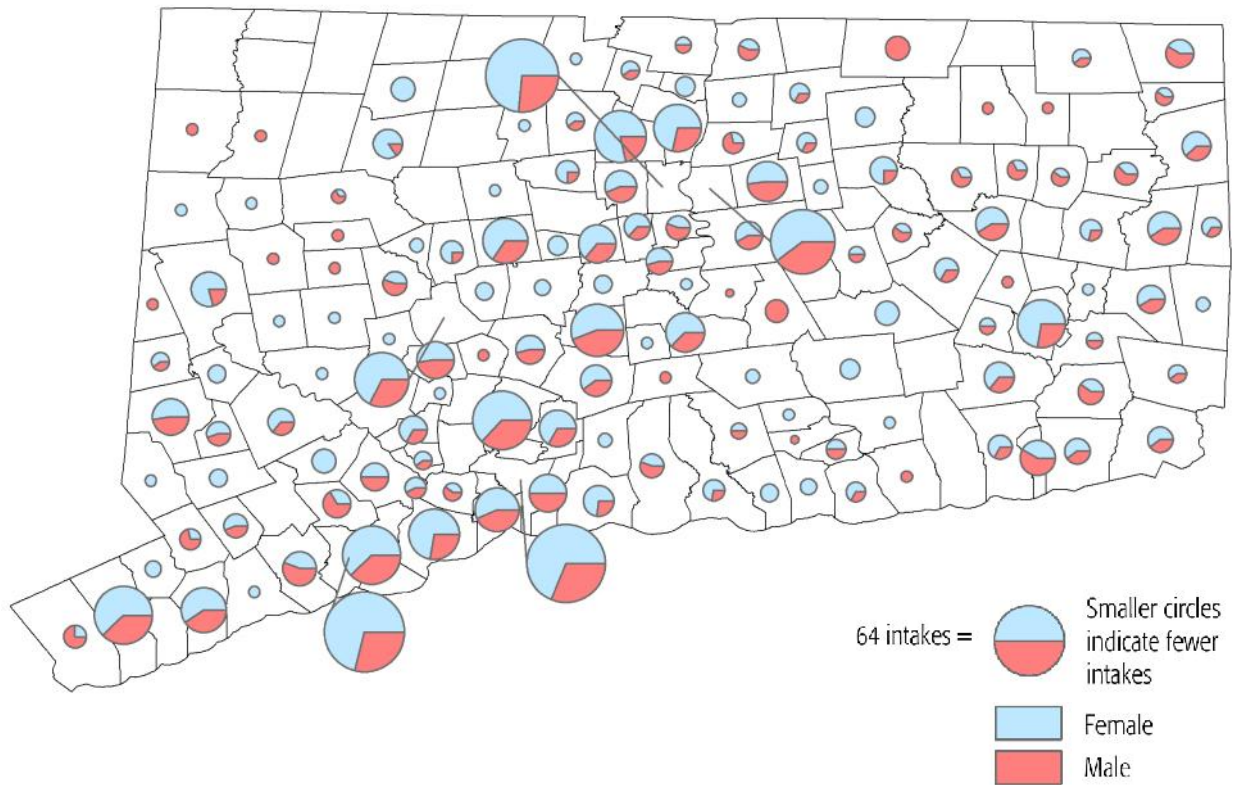 64 intakes =
Smaller circles
indicate fewer
intakes
Female
Male